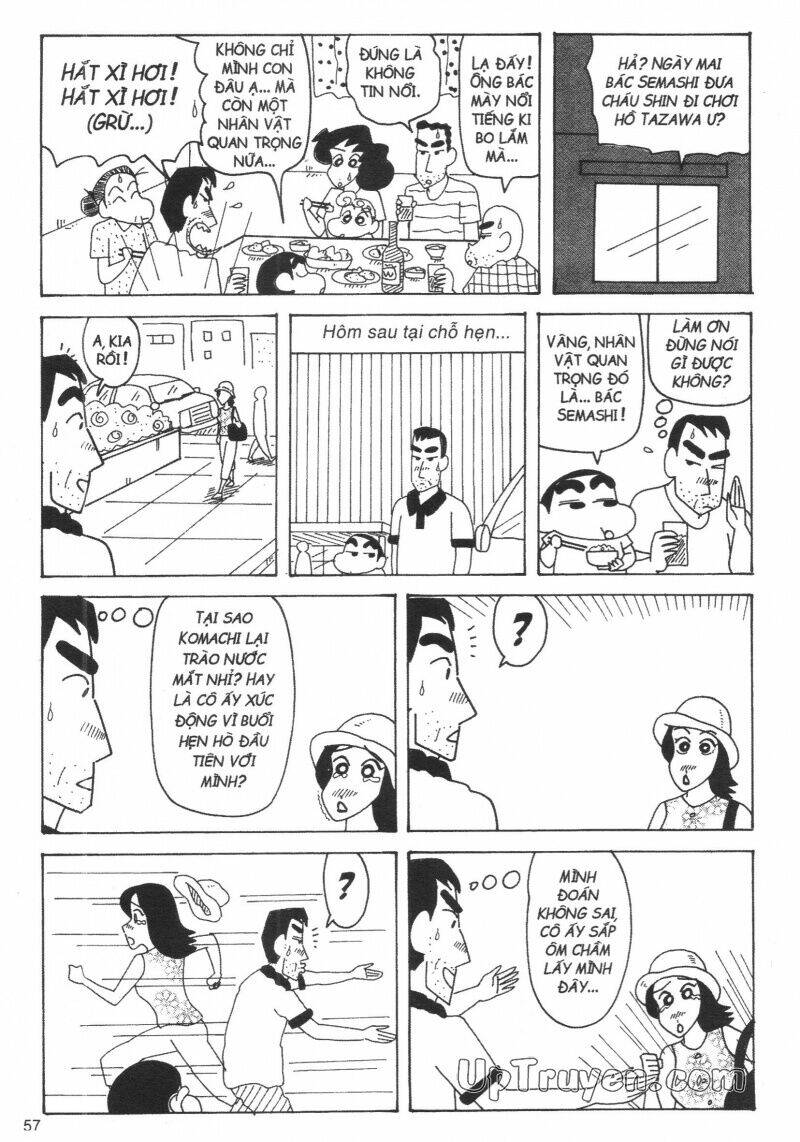 HẢ? NGÀY MAI
BÁC SEMASHI ĐƯA
CHÁU SHIN ĐI CHƠI
HỒ TAZAWA Ư?
LẠ ĐẤY!
ÔNG BÁC
MÀY NỔI
TIẾNG KI
BO LẮM
MÀ...
ĐÚNG LÀ
KHÔNG
TIN NỔI.
KHÔNG CHỈ
MÌNH CON
ĐÂU Ạ... MÀ
CÒN MỘT
NHÂN VẬT
QUAN TRỌNG
NỮA...
HẮT XÌ HƠI!
HẮT XÌ HƠI!
(GRỪ...)
LÀM ƠN
ĐỪNG NÓI
GÌ ĐƯỢC
KHÔNG?
VÂNG, NHÂN
VẬT QUAN
TRỌNG ĐÓ
LÀ... BÁC
SEMASHI!
Hôm sau tại chỗ hẹn...
A, KIA
RỒI!
?
TẠI SAO
KOMACHI LẠI
TRÀO NƯỚC
MẮT NHỈ? HAY
LÀ CÔ ẤY XÚC
ĐỘNG VÌ BUỔI
HẸN HÒ ĐẦU
TIÊN VỚI
MÌNH?
MÌNH
ĐOÁN
KHÔNG SAI,
CÔ ẤY SẮP
ÔM CHẦM
LẤY MÌNH
ĐÂY...
?
UpTruyen.com
57